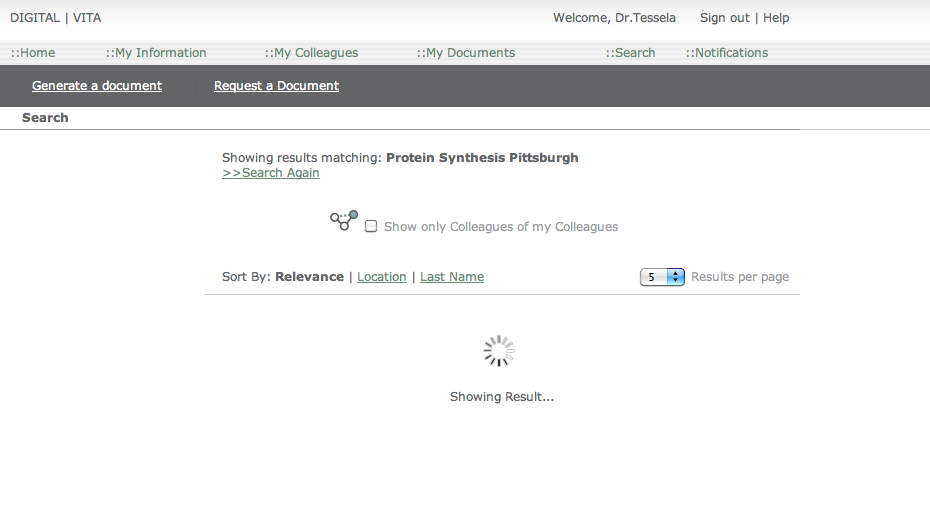 DIGITAL | VITA Welcome, Dr.Tessela Sign out | Help
::Home ::My Information ::My Colleagues ::My Documents ::Search ::Notifications
Generate a document Request a Document
Search
Showing results matching: Protein Synthesis Pittsburgh
>>Search Again
Show only Colleagues of my Colleagues
Sort By: Relevance | Location | Last Name 5 Results per page
Showing Result...